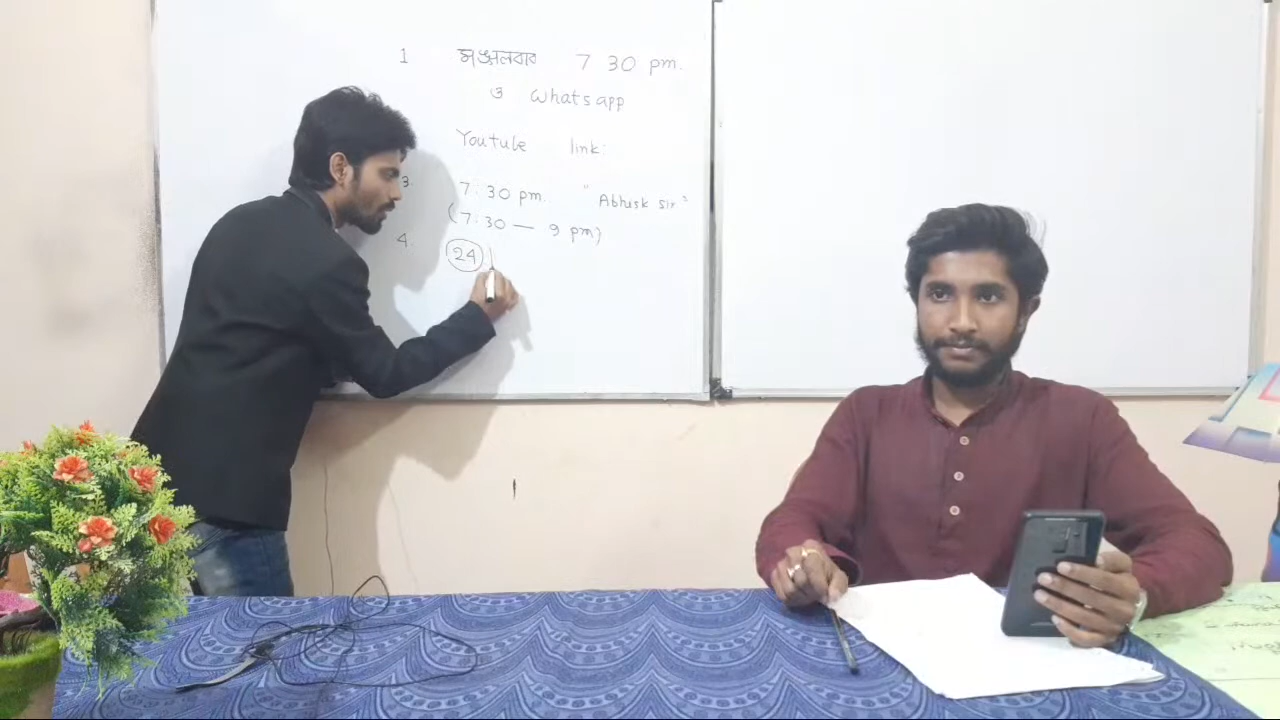 1 মঙ্গলবার 7 30 pm.
ও Whatsapp
Youtube link:
3. 7:30 pm. "Abhisk sir"
(7:30 — 9 pm)
4. 24